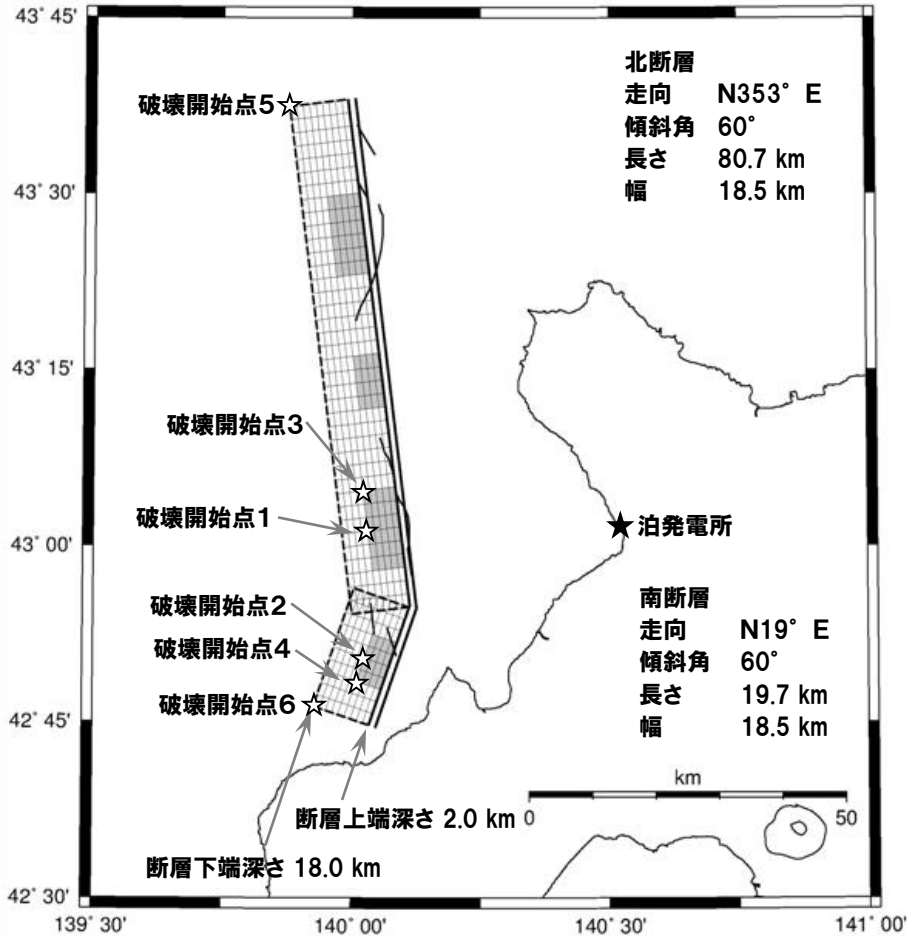 43° 45'
北断層
走向 N353° E
傾斜角 60°
長さ 80.7 km
幅 18.5 km
破壊開始点5
43° 30'
43° 15'
破壊開始点3
破壊開始点1
43° 00'
泊発電所
破壊開始点2
破壊開始点4
破壊開始点6
南断層
走向 N19° E
傾斜角 60°
長さ 19.7 km
幅 18.5 km
42° 45'
km
0 50
断層上端深さ 2.0 km
断層下端深さ 18.0 km
42° 30'
139° 30' 140° 00' 140° 30' 141° 00'